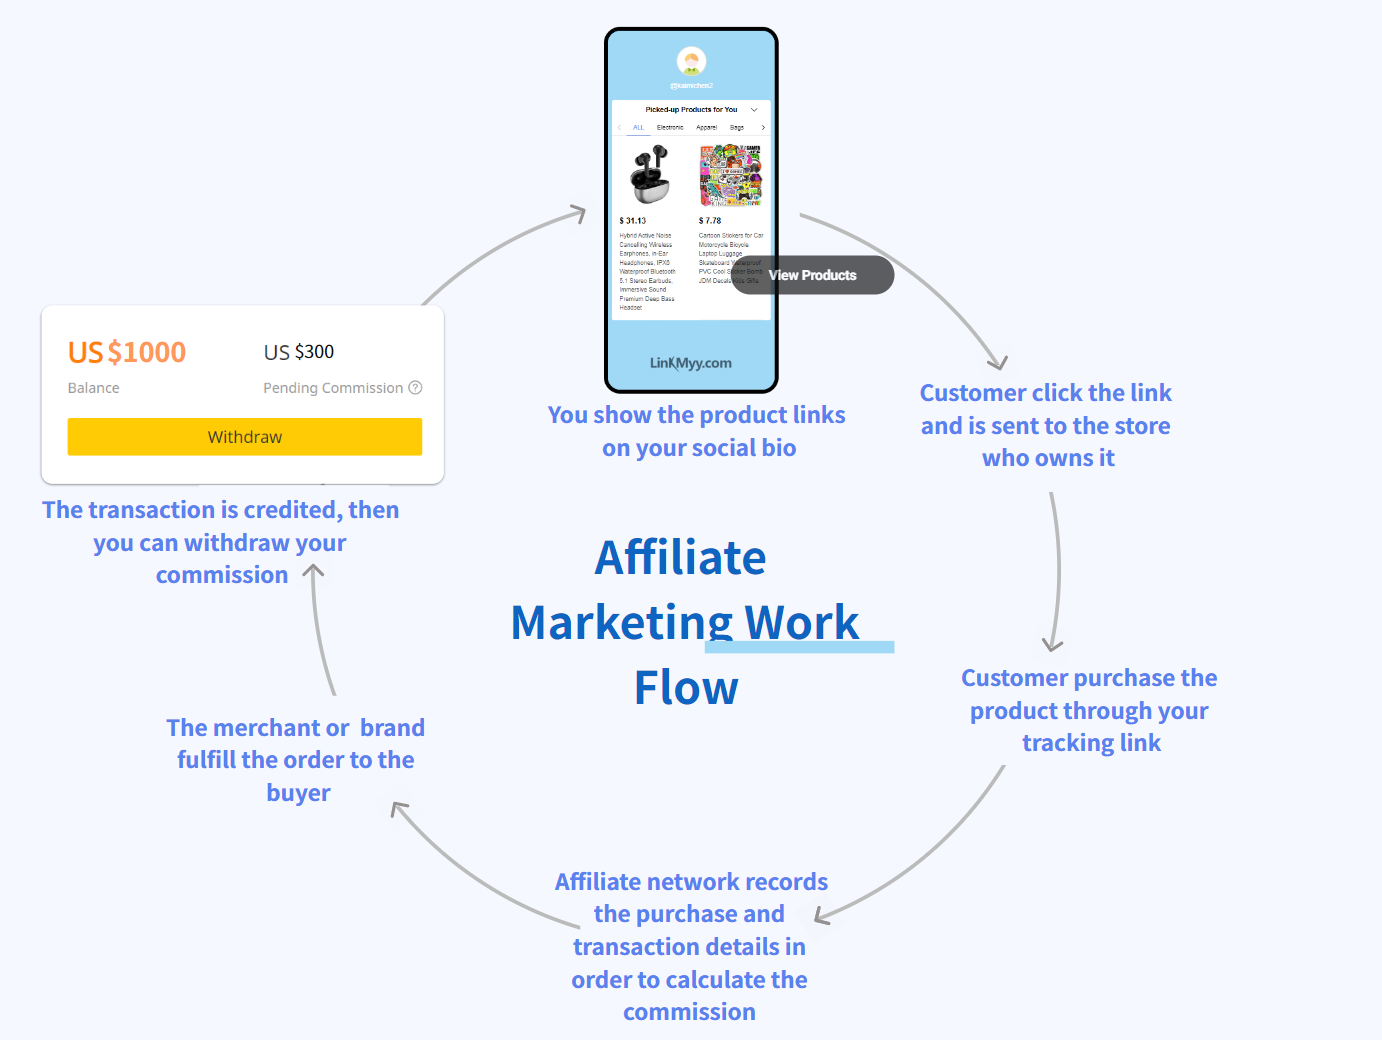 @kaimrchen2
Picked-up Products for You
ALL Electronic Apparel Bags
$ 31.13
Hybrid Active Noise
Cancelling Wireless
Earphones, in-Ear
Headphones, IPX5
Waterproof Bluetooth
5.1 Stereo Earbuds,
Immersive Sound
Premium Deep Bass
Headset
$ 7.78
Cartoon Stickers for Car
Motorcycle Bicycle
Laptop Luggage
Skateboard Waterproof
PVC Cool Sticker Bomb
JDM Decals Kids Gifts
View Products
LinkMyy.com
You show the product links
on your social bio
Customer click the link
and is sent to the store
who owns it
Customer purchase the
product through your
tracking link
Affiliate network records
the purchase and
transaction details in
order to calculate the
commission
The merchant or  brand
fulfill the order to the
buyer
US $1000
Balance
US $300
Pending Commission ?
Withdraw
The transaction is credited, then
you can withdraw your
commission
Affiliate
Marketing Work
Flow